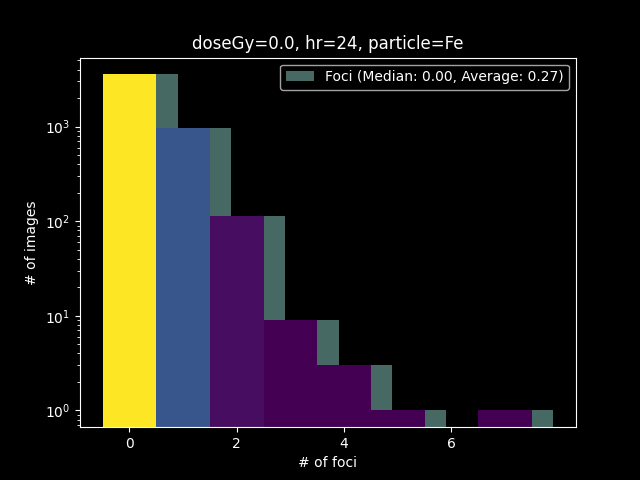 doseGy=0.0, hr=24, particle=Fe
Foci (Median: 0.00, Average: 0.27)
# of images
10³
10²
10¹
10⁰
0 2 4 6
# of foci